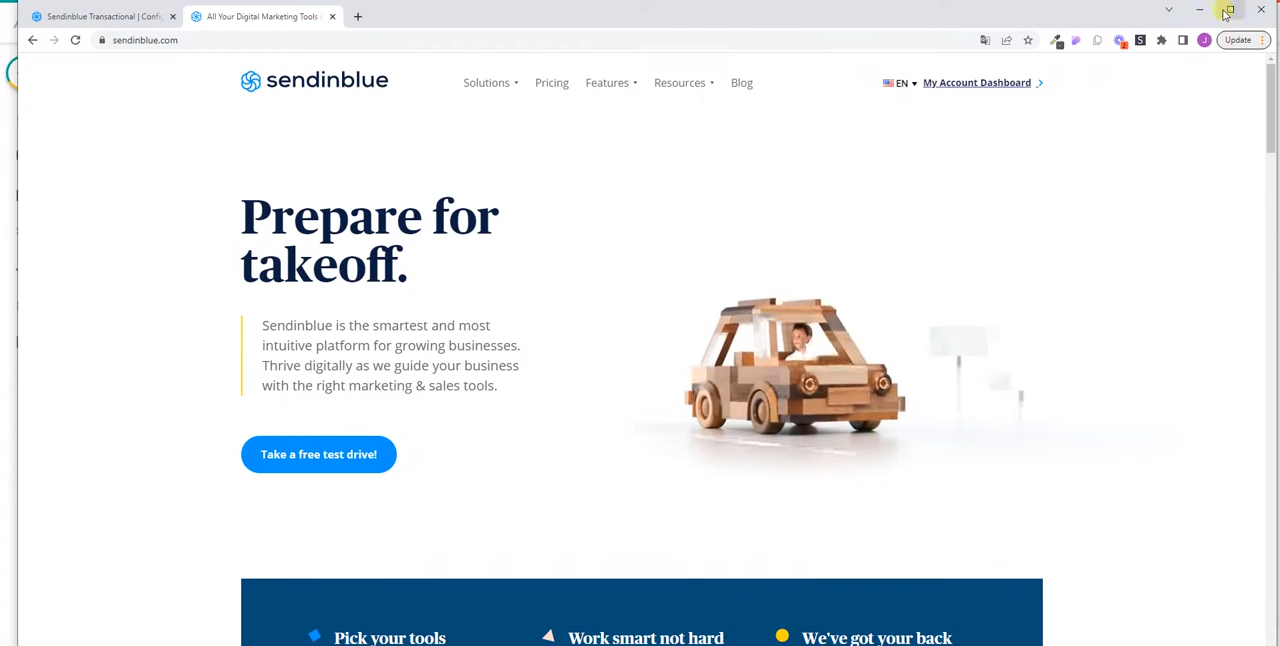 Sendinblue Transactional | Config
All Your Digital Marketing Tools
sendinblue.com
2
S
J
Update
sendinblue
Solutions
Pricing
Features
Resources
Blog
EN
My Account Dashboard
Prepare for
takeoff.
Sendinblue is the smartest and most
intuitive platform for growing businesses.
Thrive digitally as we guide your business
with the right marketing & sales tools.
Take a free test drive!
Pick your tools
Work smart not hard
We've got your back